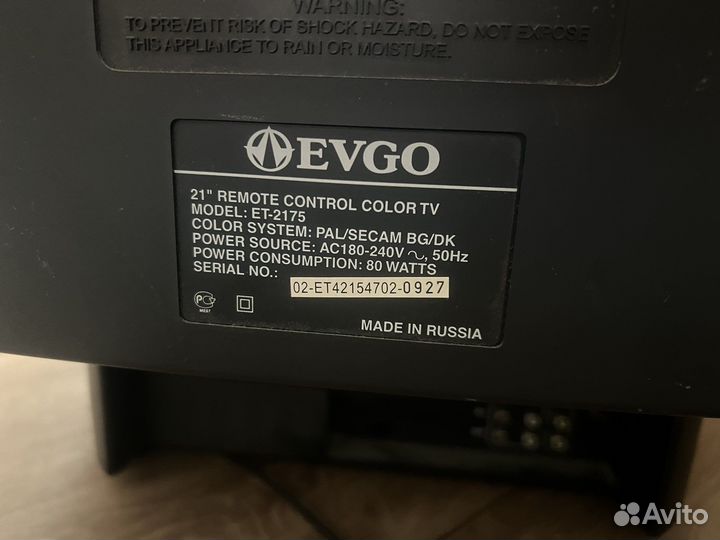 WARNING:
TO PREVENT RISK OF SHOCK HAZARD, DO NOT EXPOSE
THIS APPLIANCE TO RAIN OR MOISTURE.
EVGO
21" REMOTE CONTROL COLOR TV
MODEL: ET-2175
COLOR SYSTEM: PAL/SECAM BG/DK
POWER SOURCE: AC180-240V ~, 50Hz
POWER CONSUMPTION: 80 WATTS
SERIAL NO.: 02-ET42154702-0927
МЕ67
MADE IN RUSSIA
Avito